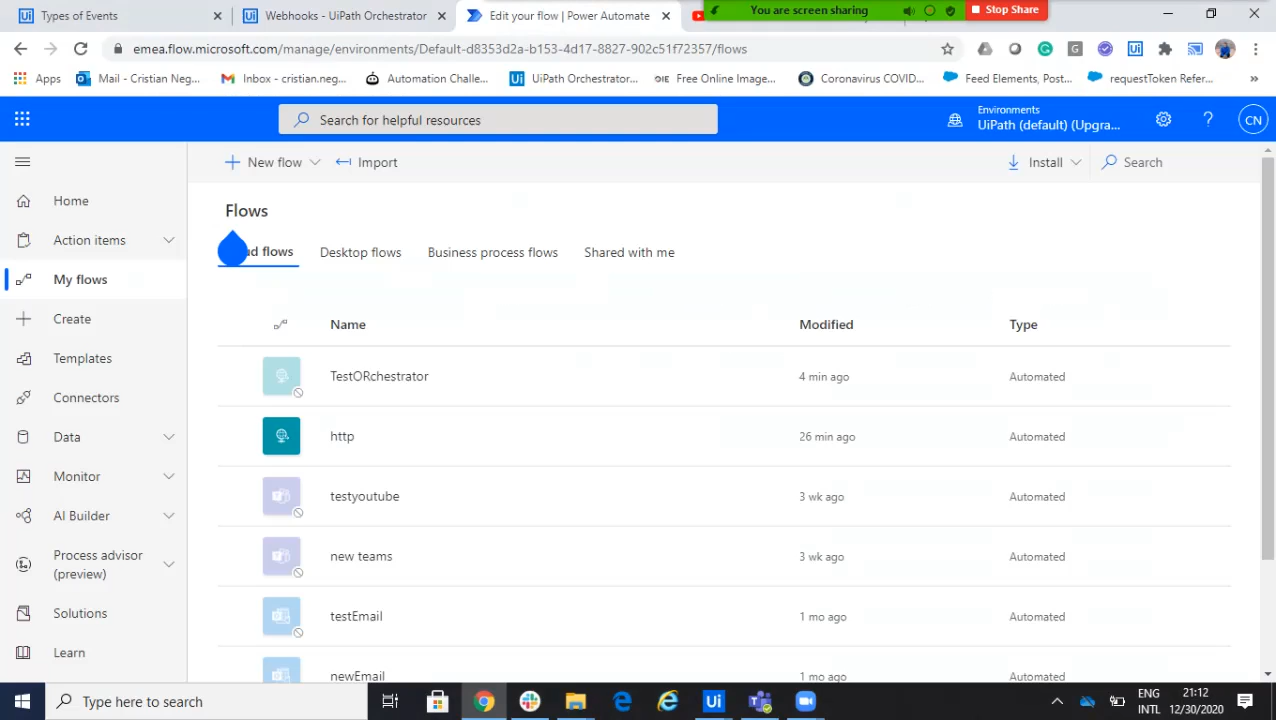 Types of Events
Webhooks - UiPath Orchestrator
Edit your flow | Power Automate
You are screen sharing
Stop Share
emea.flow.microsoft.com/manage/environments/Default-d8353d2a-b153-4d17-8827-902c51f72357/flows
Apps
Mail - Cristian Neg...
Inbox - cristian.neg...
Automation Challe...
UiPath Orchestrator...
Free Online Image...
Coronavirus COVID...
Feed Elements, Post...
requestToken Refer...
Search for helpful resources
Environments
UiPath (default) (Upgra...
CN
New flow
Import
Install
Search
Home
Action items
My flows
Create
Templates
Connectors
Data
Monitor
AI Builder
Process advisor
(preview)
Solutions
Learn
Flows
d flows
Desktop flows
Business process flows
Shared with me
Name
Modified
Type
TestORchestrator
4 min ago
Automated
http
26 min ago
Automated
testyoutube
3 wk ago
Automated
new teams
3 wk ago
Automated
testEmail
1 mo ago
Automated
newEmail
1 mo ago
Automated
Type here to search
ENG
INTL
21:12
12/30/2020